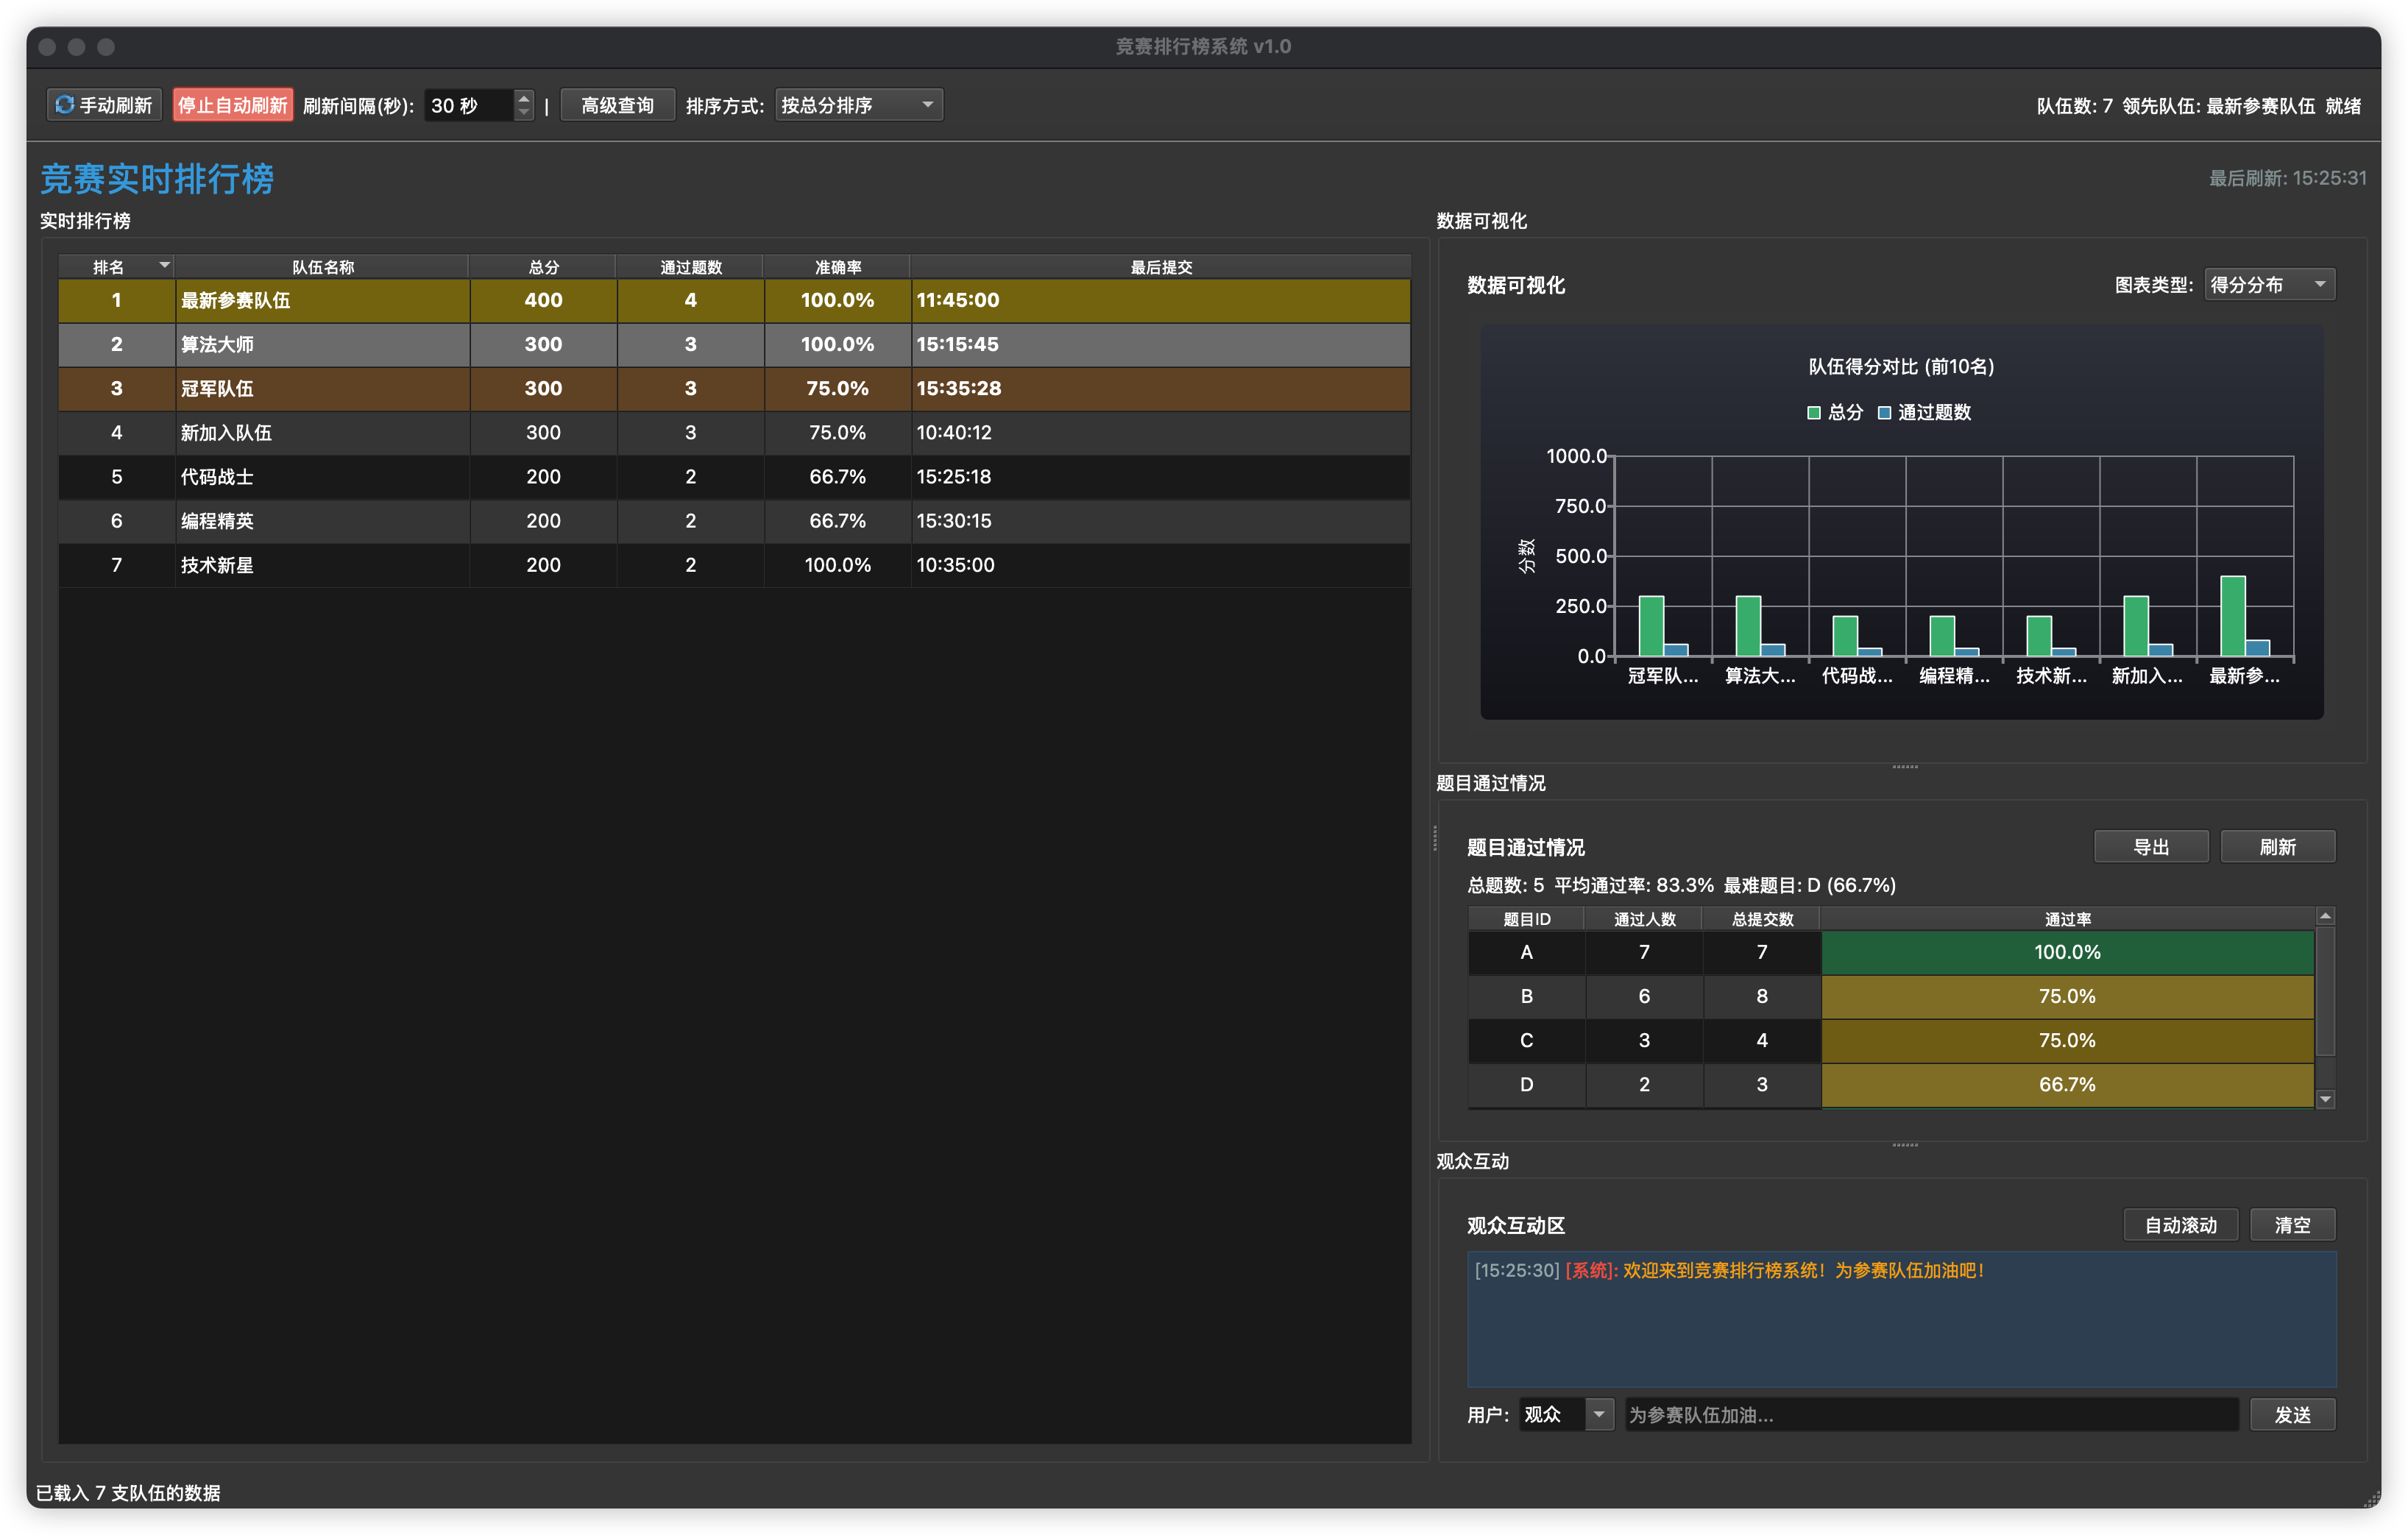 竞赛排行榜系统 v1.0
手动刷新 停止自动刷新 刷新间隔(秒): 30 秒 | 高级查询 排序方式: 按总分排序 队伍数: 7 领先队伍: 最新参赛队伍 就绪
竞赛实时排行榜 最后刷新: 15:25:31
实时排行榜
排名 队伍名称 总分 通过题数 准确率 最后提交
1 最新参赛队伍 400 4 100.0% 11:45:00
2 算法大师 300 3 100.0% 15:15:45
3 冠军队伍 300 3 75.0% 15:35:28
4 新加入队伍 300 3 75.0% 10:40:12
5 代码战士 200 2 66.7% 15:25:18
6 编程精英 200 2 66.7% 15:30:15
7 技术新星 200 2 100.0% 10:35:00
数据可视化
数据可视化 图表类型: 得分分布
队伍得分对比 (前10名)
总分 通过题数
分数
1000.0
750.0
500.0
250.0
0.0
冠军队... 算法大... 代码战... 编程精... 技术新... 新加入... 最新参...
题目通过情况
题目通过情况 导出 刷新
总题数: 5 平均通过率: 83.3% 最难题目: D (66.7%)
题目ID 通过人数 总提交数 通过率
A 7 7 100.0%
B 6 8 75.0%
C 3 4 75.0%
D 2 3 66.7%
观众互动
观众互动区 自动滚动 清空
[15:25:30] [系统]: 欢迎来到竞赛排行榜系统！为参赛队伍加油吧！
用户: 观众 为参赛队伍加油... 发送
已载入 7 支队伍的数据